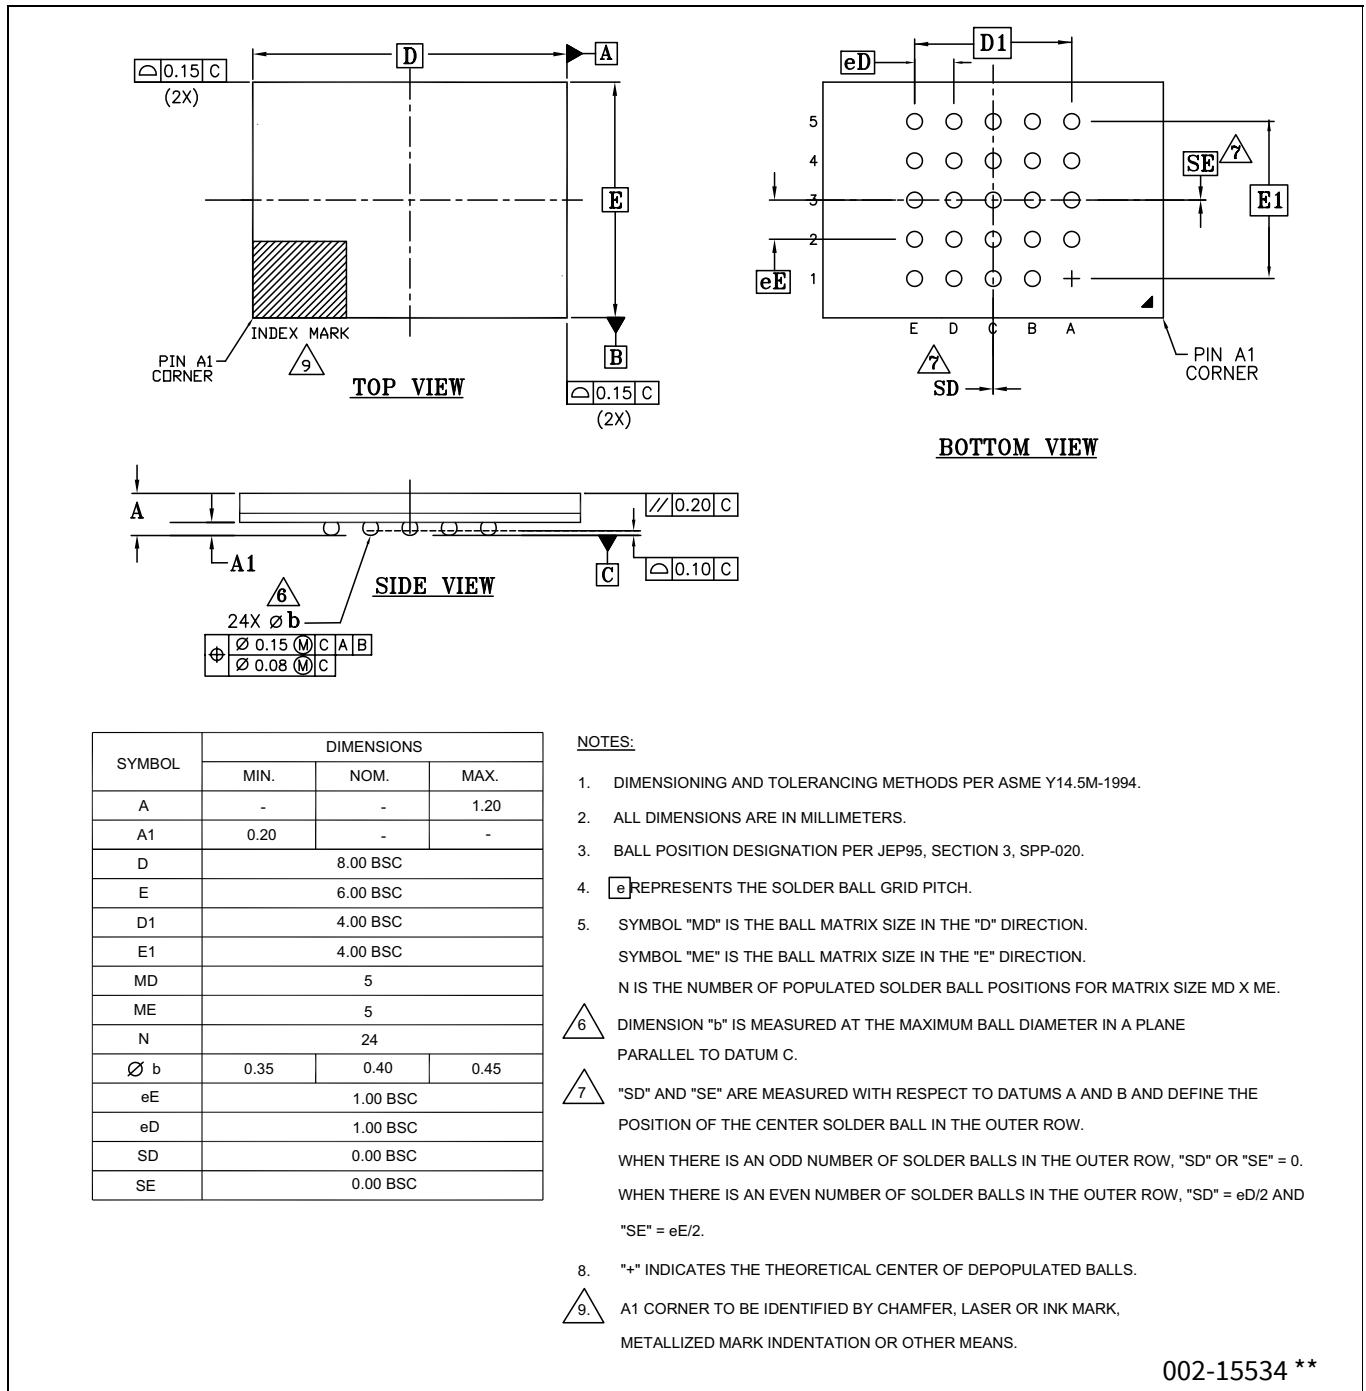 D
A
⌓ 0.15 C
(2X)
E
INDEX MARK
9
PIN A1
CORNER
B
TOP VIEW
⌓ 0.15 C
(2X)
D1
eD
5
4
3
2
1
SE
7
E1
eE
E D C B A
7
SD
PIN A1
CORNER
BOTTOM VIEW
A
A1
// 0.20 C
C
⌓ 0.10 C
SIDE VIEW
6
24X Ø b
⌖ Ø 0.15 Ⓜ C A B
Ø 0.08 Ⓜ C
SYMBOL DIMENSIONS
MIN. NOM. MAX.
A - - 1.20
A1 0.20 - -
D 8.00 BSC
E 6.00 BSC
D1 4.00 BSC
E1 4.00 BSC
MD 5
ME 5
N 24
Ø b 0.35 0.40 0.45
eE 1.00 BSC
eD 1.00 BSC
SD 0.00 BSC
SE 0.00 BSC
NOTES:
1. DIMENSIONING AND TOLERANCING METHODS PER ASME Y14.5M-1994.
2. ALL DIMENSIONS ARE IN MILLIMETERS.
3. BALL POSITION DESIGNATION PER JEP95, SECTION 3, SPP-020.
4. e REPRESENTS THE SOLDER BALL GRID PITCH.
5. SYMBOL "MD" IS THE BALL MATRIX SIZE IN THE "D" DIRECTION.
SYMBOL "ME" IS THE BALL MATRIX SIZE IN THE "E" DIRECTION.
N IS THE NUMBER OF POPULATED SOLDER BALL POSITIONS FOR MATRIX SIZE MD X ME.
6 DIMENSION "b" IS MEASURED AT THE MAXIMUM BALL DIAMETER IN A PLANE
PARALLEL TO DATUM C.
7 "SD" AND "SE" ARE MEASURED WITH RESPECT TO DATUMS A AND B AND DEFINE THE
POSITION OF THE CENTER SOLDER BALL IN THE OUTER ROW.
WHEN THERE IS AN ODD NUMBER OF SOLDER BALLS IN THE OUTER ROW, "SD" OR "SE" = 0.
WHEN THERE IS AN EVEN NUMBER OF SOLDER BALLS IN THE OUTER ROW, "SD" = eD/2 AND
"SE" = eE/2.
8. "+" INDICATES THE THEORETICAL CENTER OF DEPOPULATED BALLS.
9. A1 CORNER TO BE IDENTIFIED BY CHAMFER, LASER OR INK MARK,
METALLIZED MARK INDENTATION OR OTHER MEANS.
002-15534 **